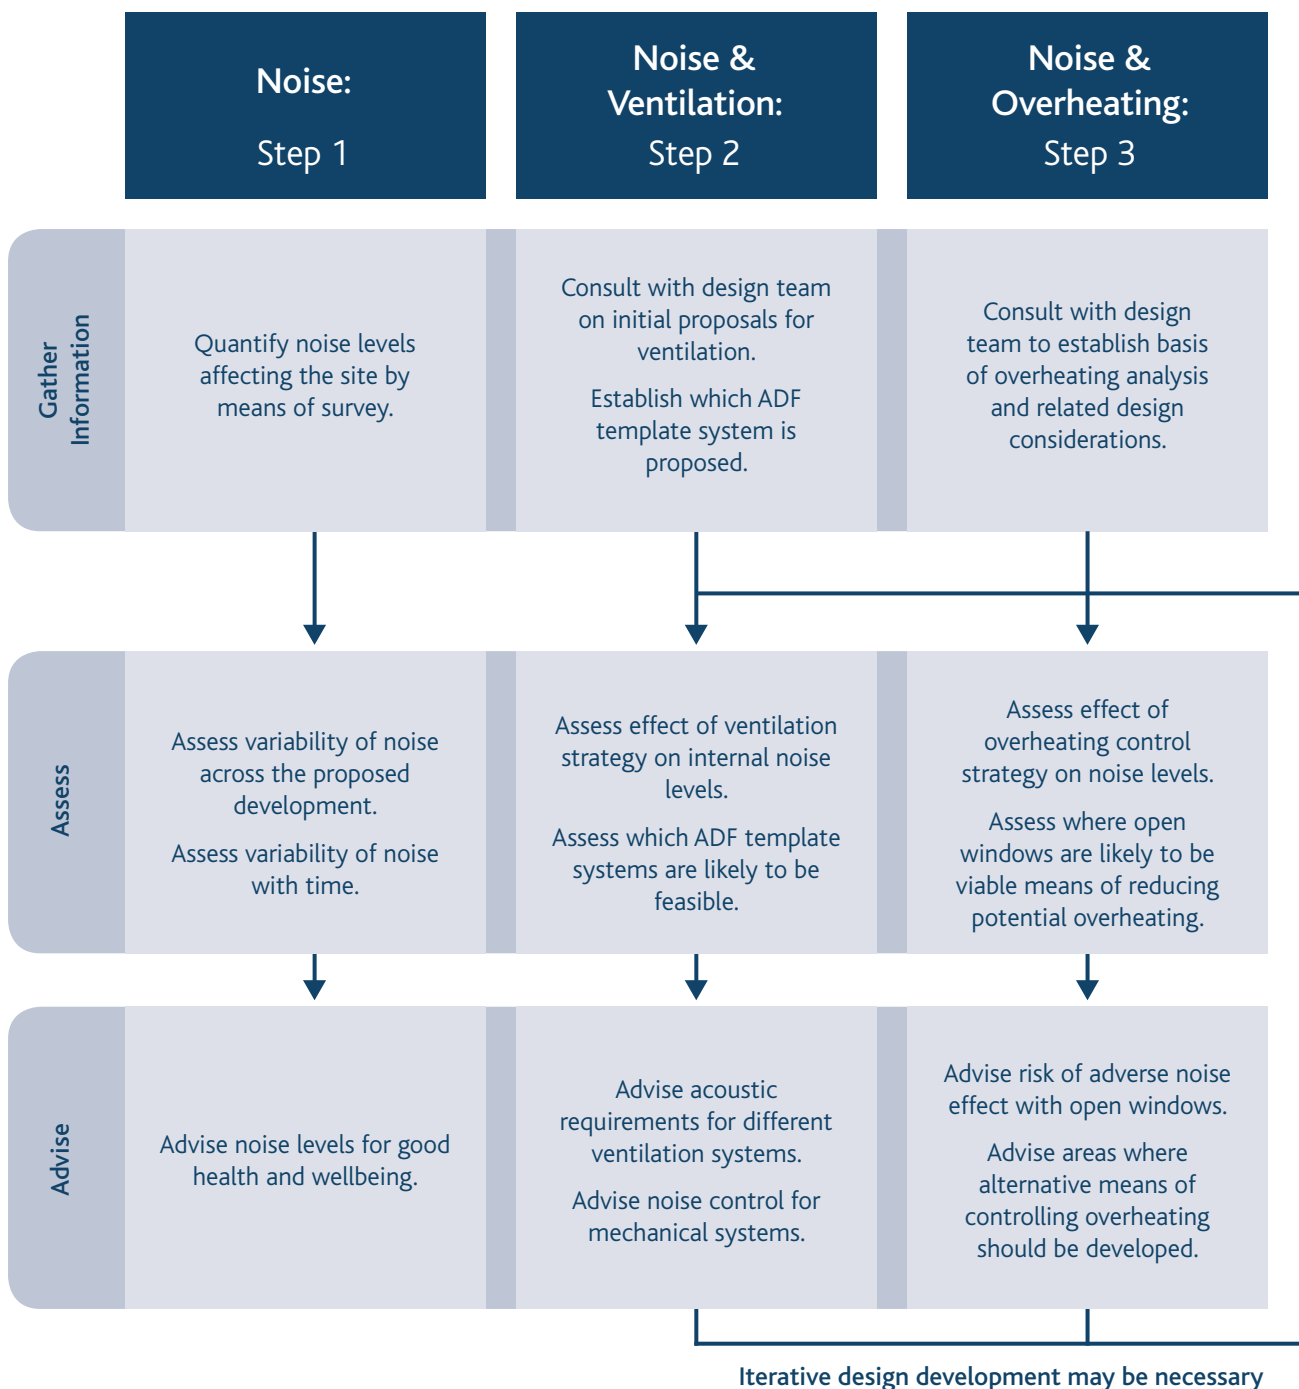 Noise:
Step 1
Noise &
Ventilation:
Step 2
Noise &
Overheating:
Step 3
Gather
Information
Quantify noise levels
affecting the site by
means of survey.
Consult with design team
on initial proposals for
ventilation.
Establish which ADF
template system is
proposed.
Consult with design
team to establish basis
of overheating analysis
and related design
considerations.
Assess
Assess variability of noise
across the proposed
development.
Assess variability of noise
with time.
Assess effect of ventilation
strategy on internal noise
levels.
Assess which ADF template
systems are likely to be
feasible.
Assess effect of
overheating control
strategy on noise levels.
Assess where open
windows are likely to be
viable means of reducing
potential overheating.
Advise
Advise noise levels for good
health and wellbeing.
Advise acoustic
requirements for different
ventilation systems.
Advise noise control for
mechanical systems.
Advise risk of adverse noise
effect with open windows.
Advise areas where
alternative means of
controlling overheating
should be developed.
Iterative design development may be necessary